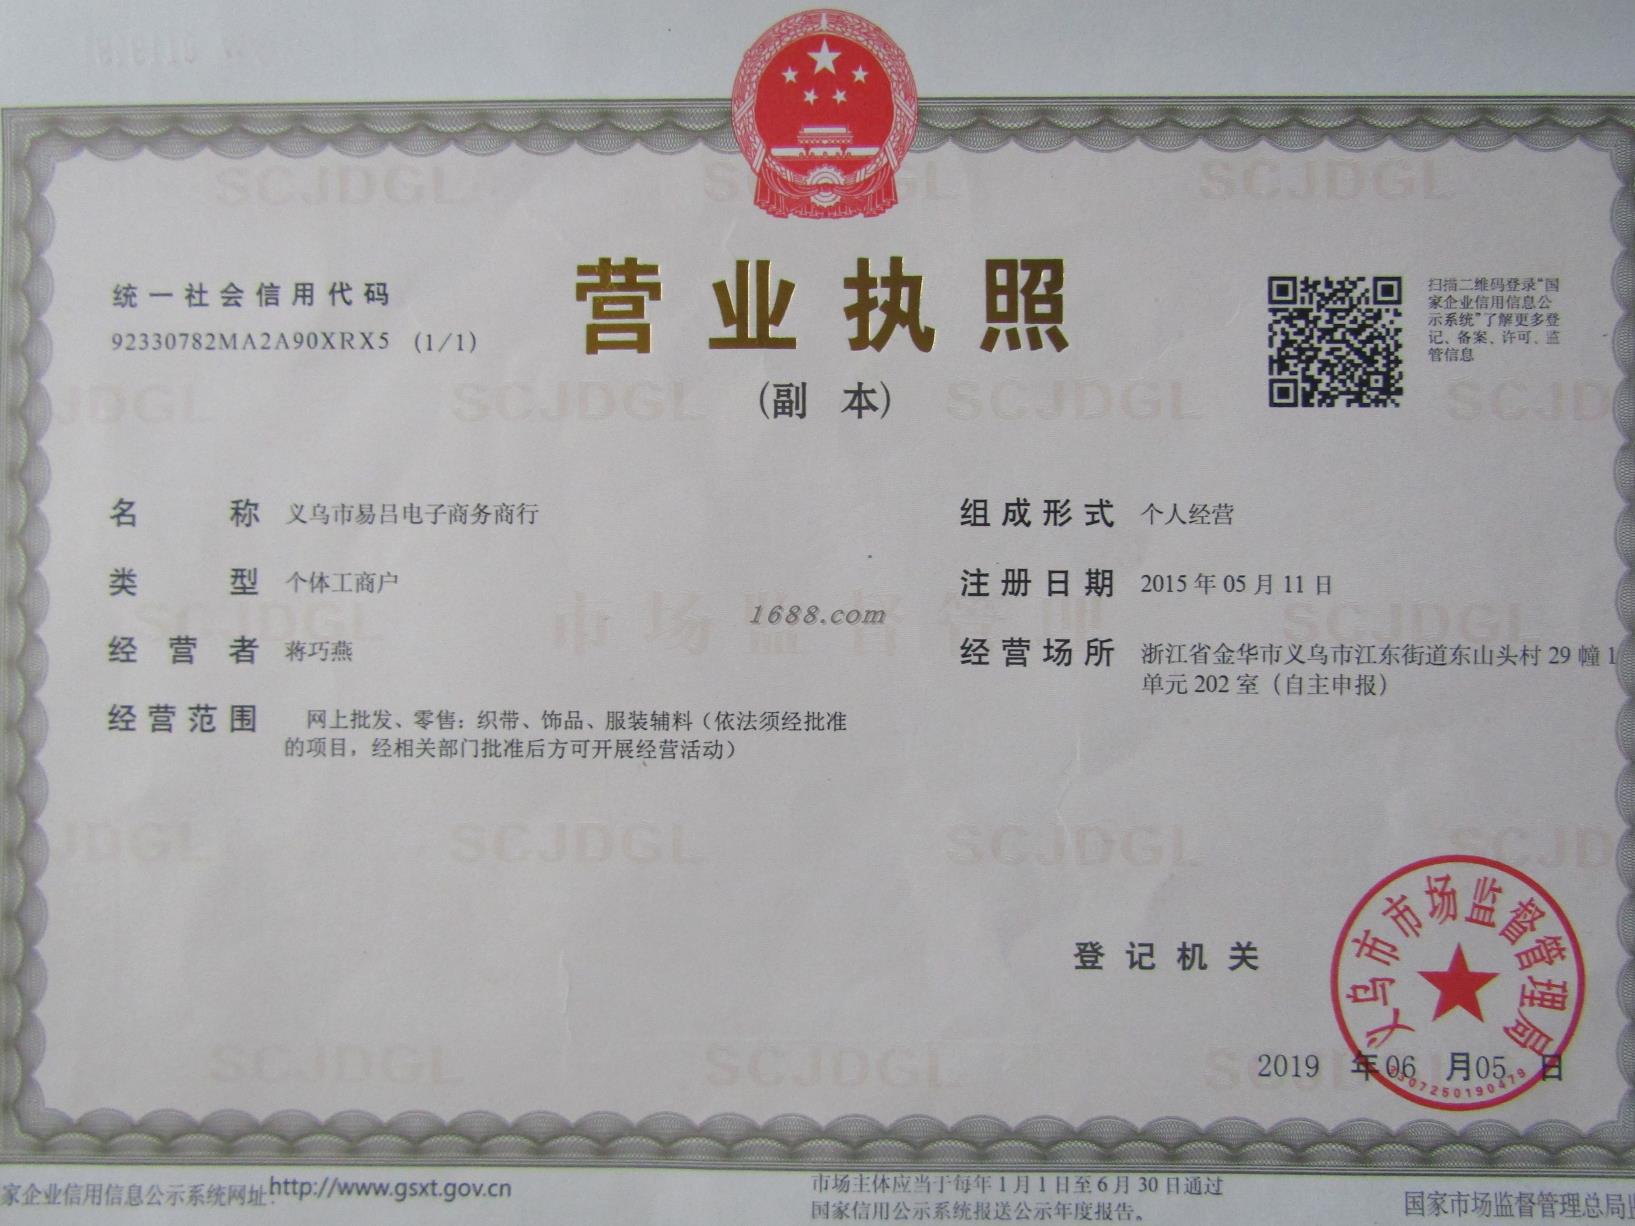 统一社会信用代码
92330782MA2A90XRX5 (1/1)
营业执照
(副 本)
扫描二维码登录“国
家企业信用信息公
示系统”了解更多登
记、备案、许可、监
管信息
名 称 义乌市易吕电子商务商行
类 型 个体工商户
经营者 蒋巧燕
经营范围 网上批发、零售：织带、饰品、服装辅料（依法须经批准
的项目，经相关部门批准后方可开展经营活动）
组成形式 个人经营
注册日期 2015年05月11日
经营场所 浙江省金华市义乌市江东街道东山头村29幢1
单元202室（自主申报）
1688.com
SCJDGL
市场监督管理
登记机关
义乌市市场监督管理局
2019 年06 月05 日
家企业信用信息公示系统网址:http://www.gsxt.gov.cn
市场主体应当于每年1月1日至6月30日通过
国家信用公示系统报送公示年度报告。
国家市场监督管理总局监